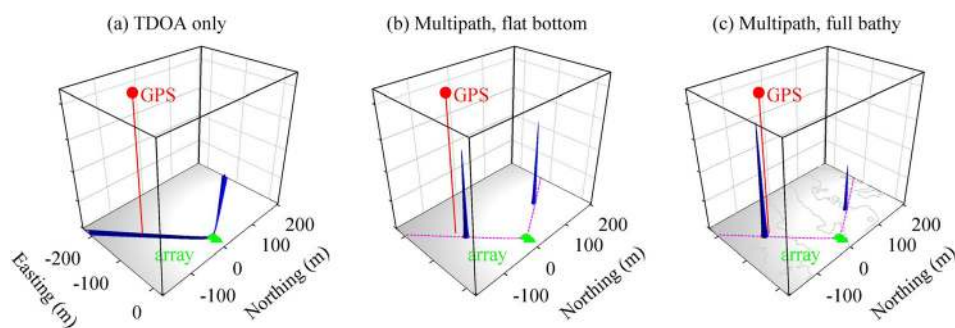 (a) TDOA only
(b) Multipath, flat bottom
(c) Multipath, full bathy
GPS
GPS
GPS
array
array
array
200
100
0
-100
Northing (m)
-200
-100
0
Easting (m)
200
100
0
-100
Northing (m)
200
100
0
-100
Northing (m)